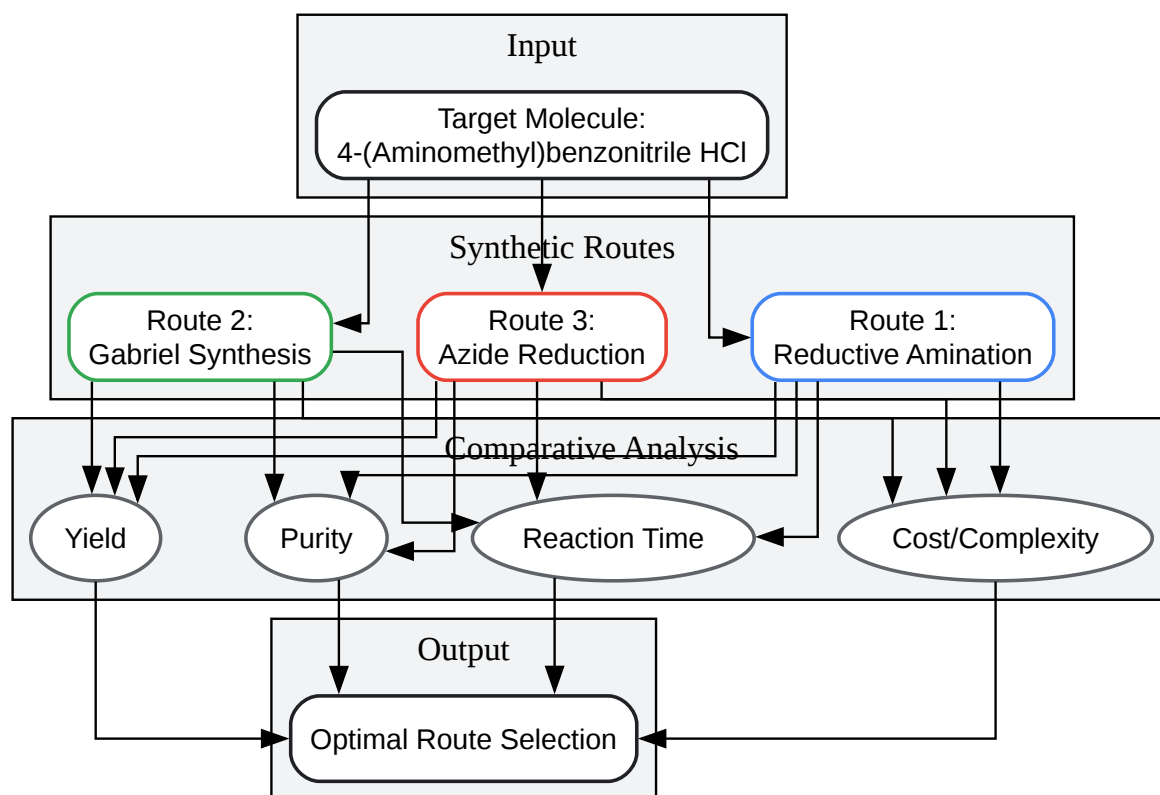 Input
Target Molecule:
4-(Aminomethyl)benzonitrile HCl
Synthetic Routes
Route 2:
Gabriel Synthesis
Route 3:
Azide Reduction
Route 1:
Reductive Amination
Comparative Analysis
Yield
Purity
Reaction Time
Cost/Complexity
Output
Optimal Route Selection